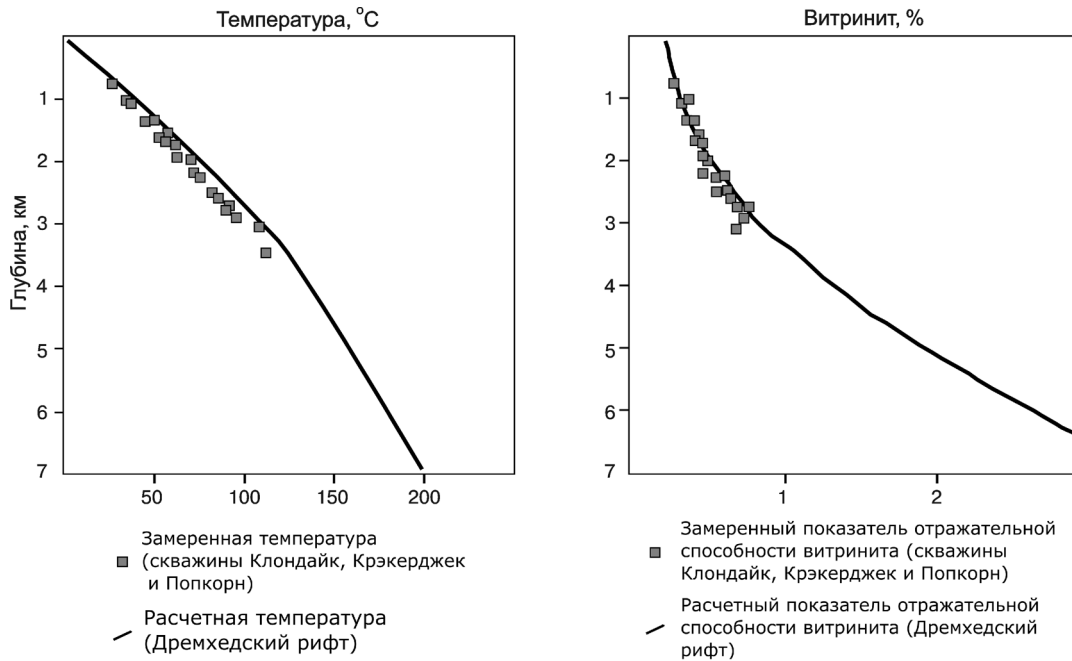 Температура, °C
Глубина, км
1
2
3
4
5
6
7
50
100
150
200
Замеренная температура
(скважины Клондайк, Крэкерджек
и Попкорн)
Расчетная температура
(Дремхедский рифт)
Витринит, %
1
2
3
4
5
6
7
1
2
Замеренный показатель отражательной
способности витринита (скважины
Клондайк, Крэкерджек и Попкорн)
Расчетный показатель отражательной
способности витринита (Дремхедский
рифт)